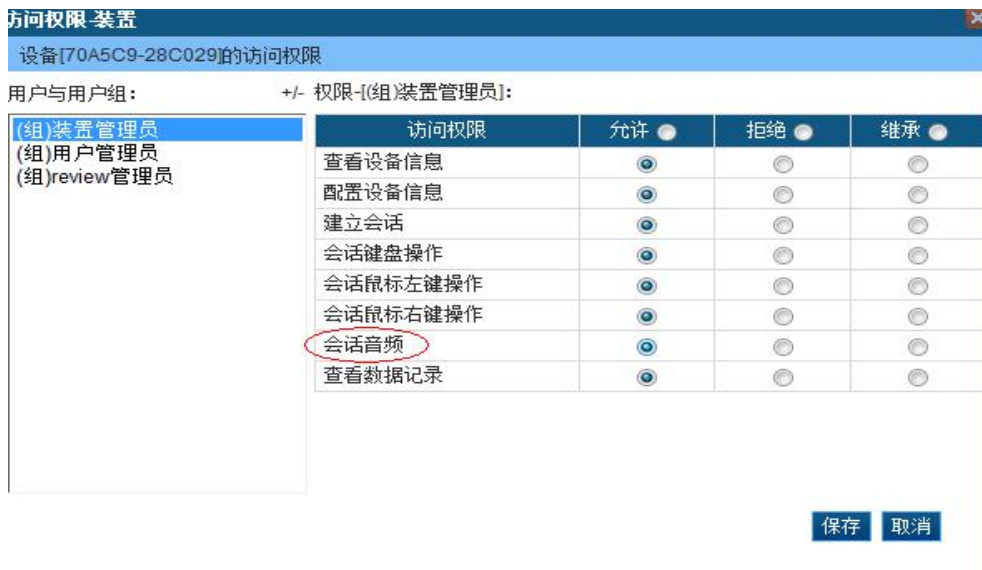 访问权限-装置
设备[70A5C9-28C029]的访问权限
用户与用户组： +/- 权限-[(组)装置管理员]：
(组)装置管理员
(组)用户管理员
(组)review管理员
访问权限 允许 拒绝 继承
查看设备信息
配置设备信息
建立会话
会话键盘操作
会话鼠标左键操作
会话鼠标右键操作
会话音频
查看数据记录
保存 取消